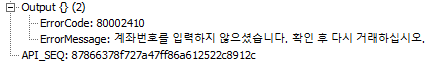 Output {} (2)
ErrorCode: 80002410
ErrorMessage: 계좌번호를 입력하지 않으셨습니다. 확인 후 다시 거래하십시오.
API_SEQ: 87866378f727a47ff86a612522c8912c